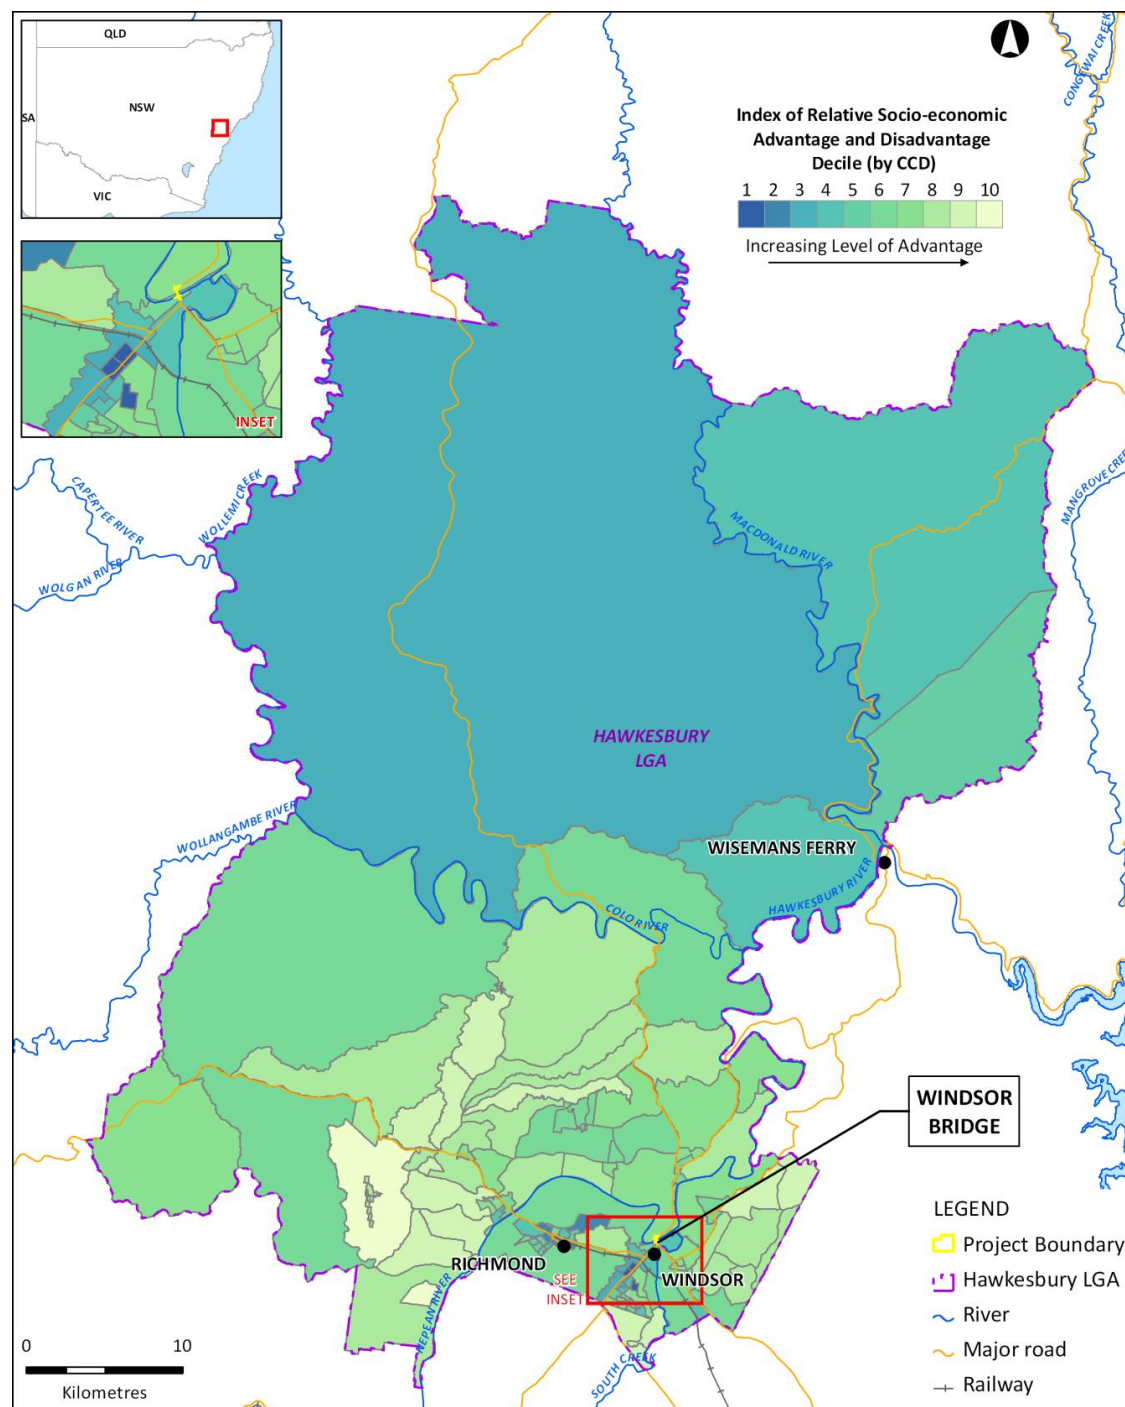 QLD
NSW
SA
VIC
INSET
Index of Relative Socio-economic
Advantage and Disadvantage
Decile (by CCD)
1 2 3 4 5 6 7 8 9 10
Increasing Level of Advantage
CONGEWAI CREEK
MANGROVE CREEK
CAPERTEE RIVER
WOLLEMI CREEK
WOLGAN RIVER
MACDONALD RIVER
HAWKESBURY
LGA
WOLLANGAMBE RIVER
WISEMANS FERRY
HAWKESBURY RIVER
COLO RIVER
WINDSOR
BRIDGE
RICHMOND
SEE
INSET
WINDSOR
NEPEAN RIVER
SOUTH CREEK
0 10
Kilometres
LEGEND
Project Boundary
Hawkesbury LGA
River
Major road
Railway